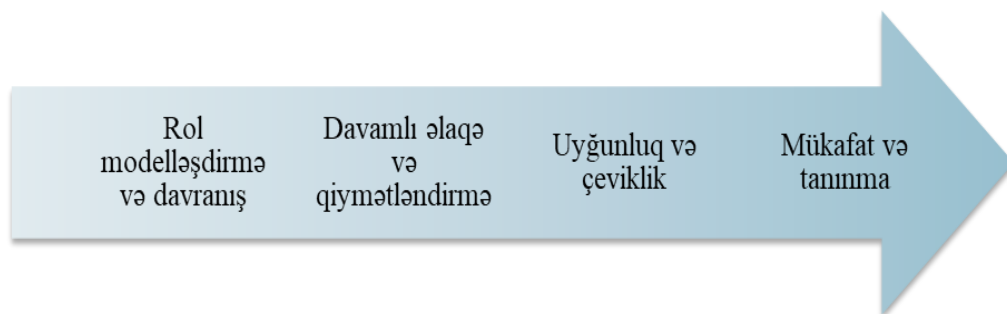 Rol
modelləşdirmə
və davranış
Davamlı əlaqə
və
qiymətləndirmə
Uyğunluq və
çeviklik
Mükafat və
tanınma